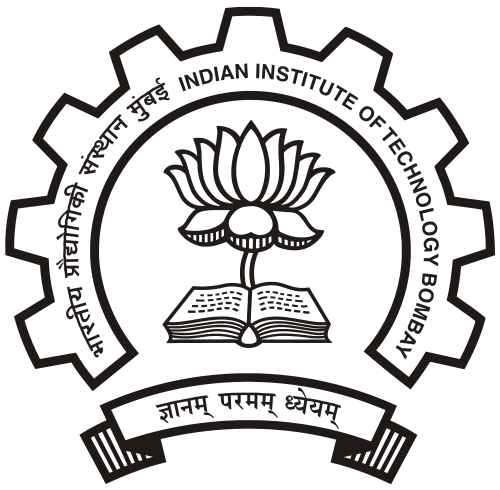 भारतीय प्रौद्योगिकी संस्थान मुंबई
INDIAN INSTITUTE OF TECHNOLOGY BOMBAY
ज्ञानम् परमम् ध्येयम्